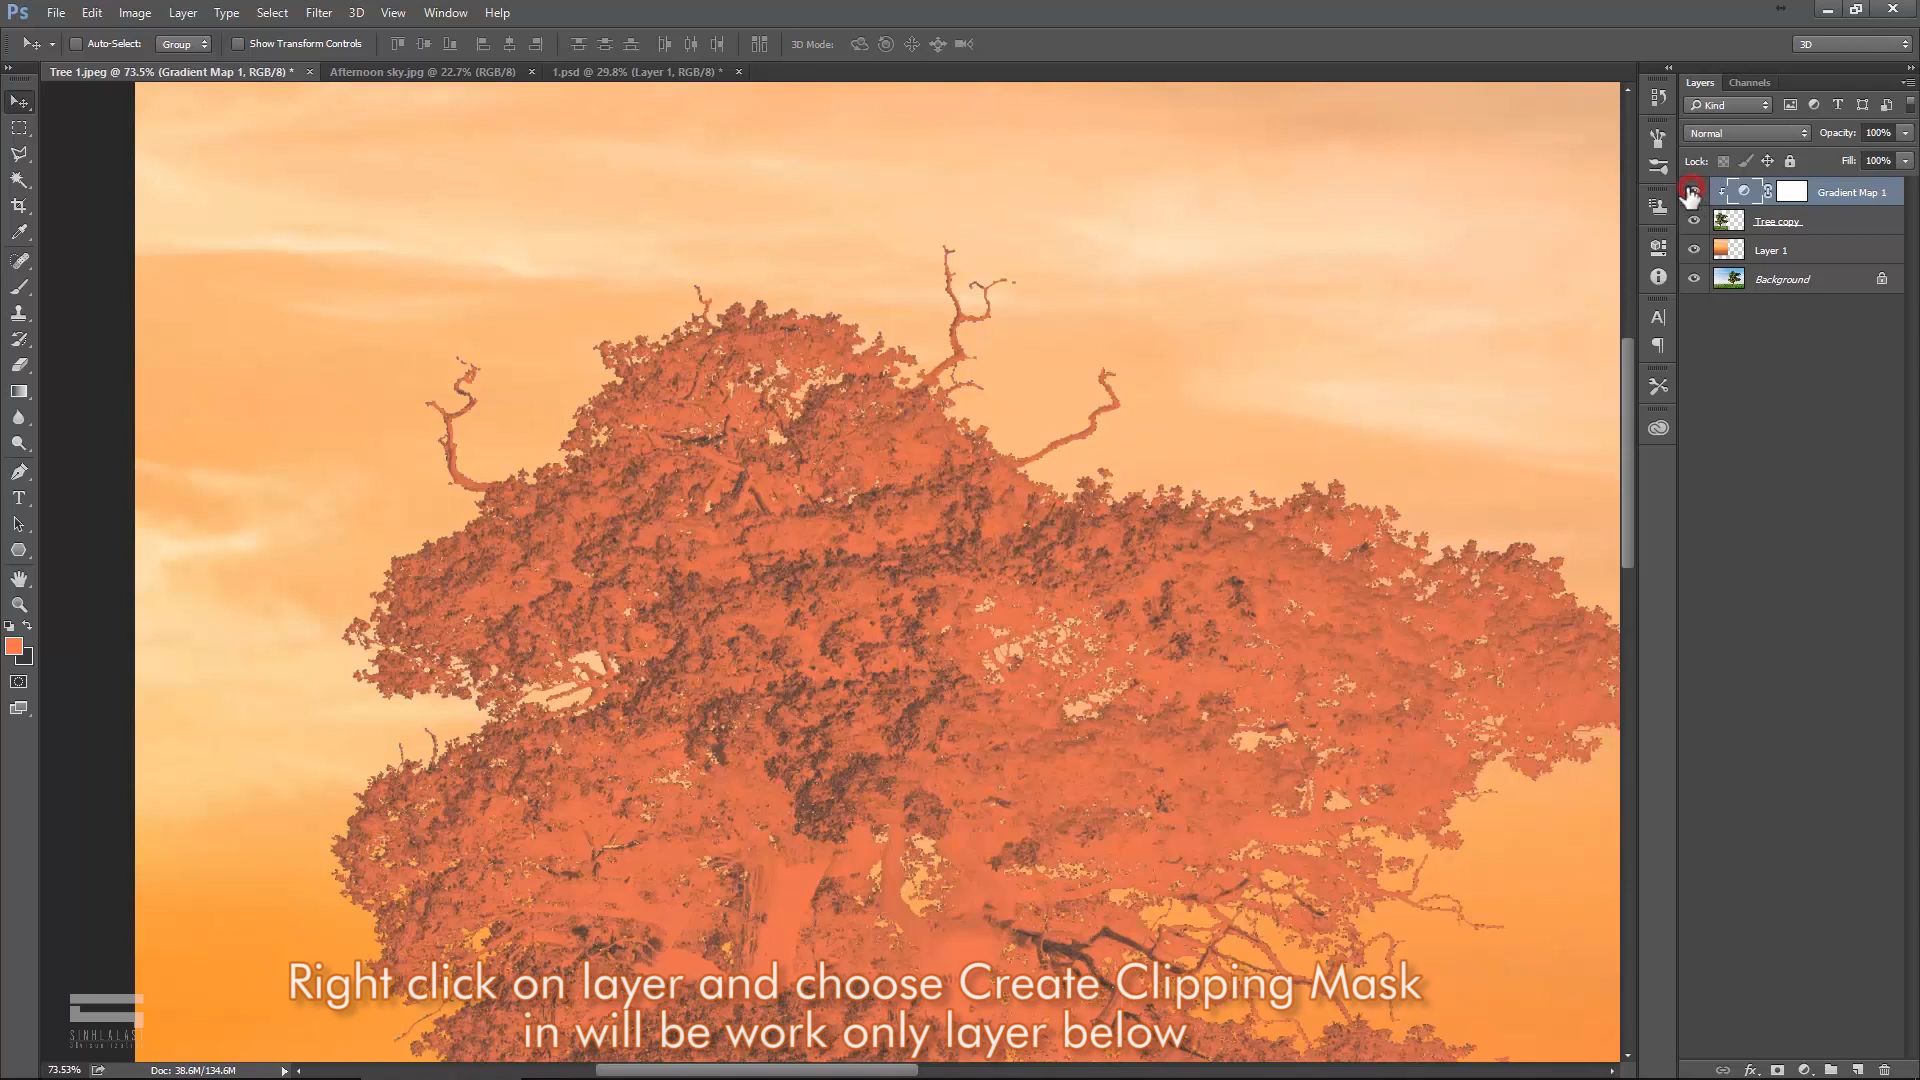 Ps File Edit Image Layer Type Select Filter 3D View Window Help
Auto-Select: Group Show Transform Controls 3D Mode: 3D
Tree 1.jpeg @ 73.5% (Gradient Map 1, RGB/8) * × Afternoon sky.jpg @ 22.7% (RGB/8) × 1.psd @ 29.8% (Layer 1, RGB/8) * ×
Layers Channels
Kind
Normal Opacity: 100%
Lock: Fill: 100%
Gradient Map 1
Tree copy
Layer 1
Background
Right click on layer and choose Create Clipping Mask
in will be work only layer below
73.53% Doc: 38.6M/134.6M